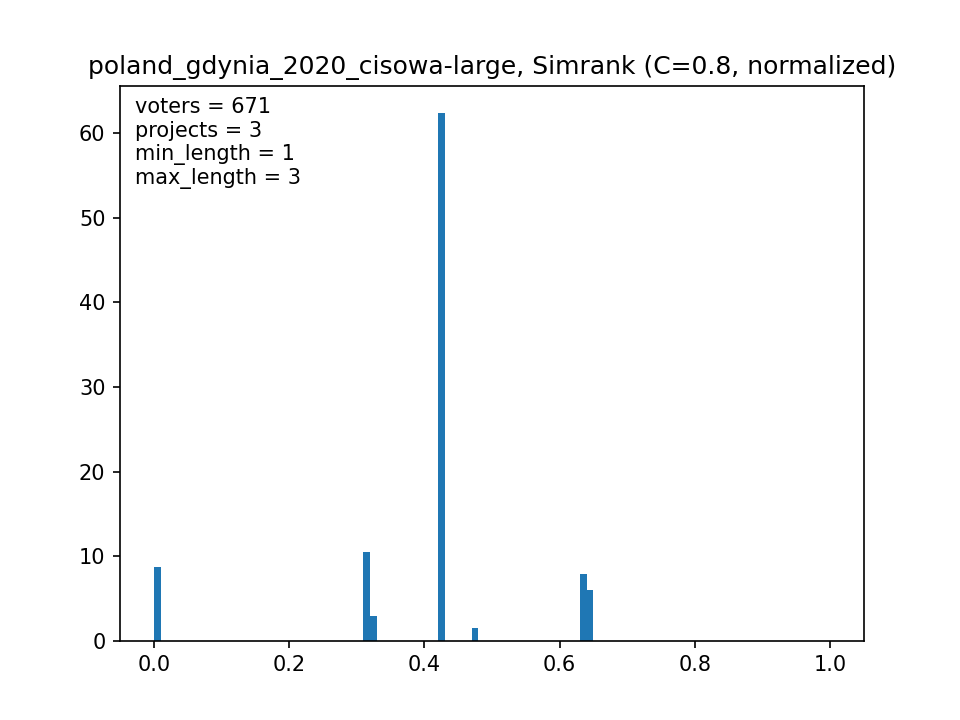 poland_gdynia_2020_cisowa-large, Simrank (C=0.8, normalized)
voters = 671
projects = 3
min_length = 1
max_length = 3
60
50
40
30
20
10
0
0.0 0.2 0.4 0.6 0.8 1.0